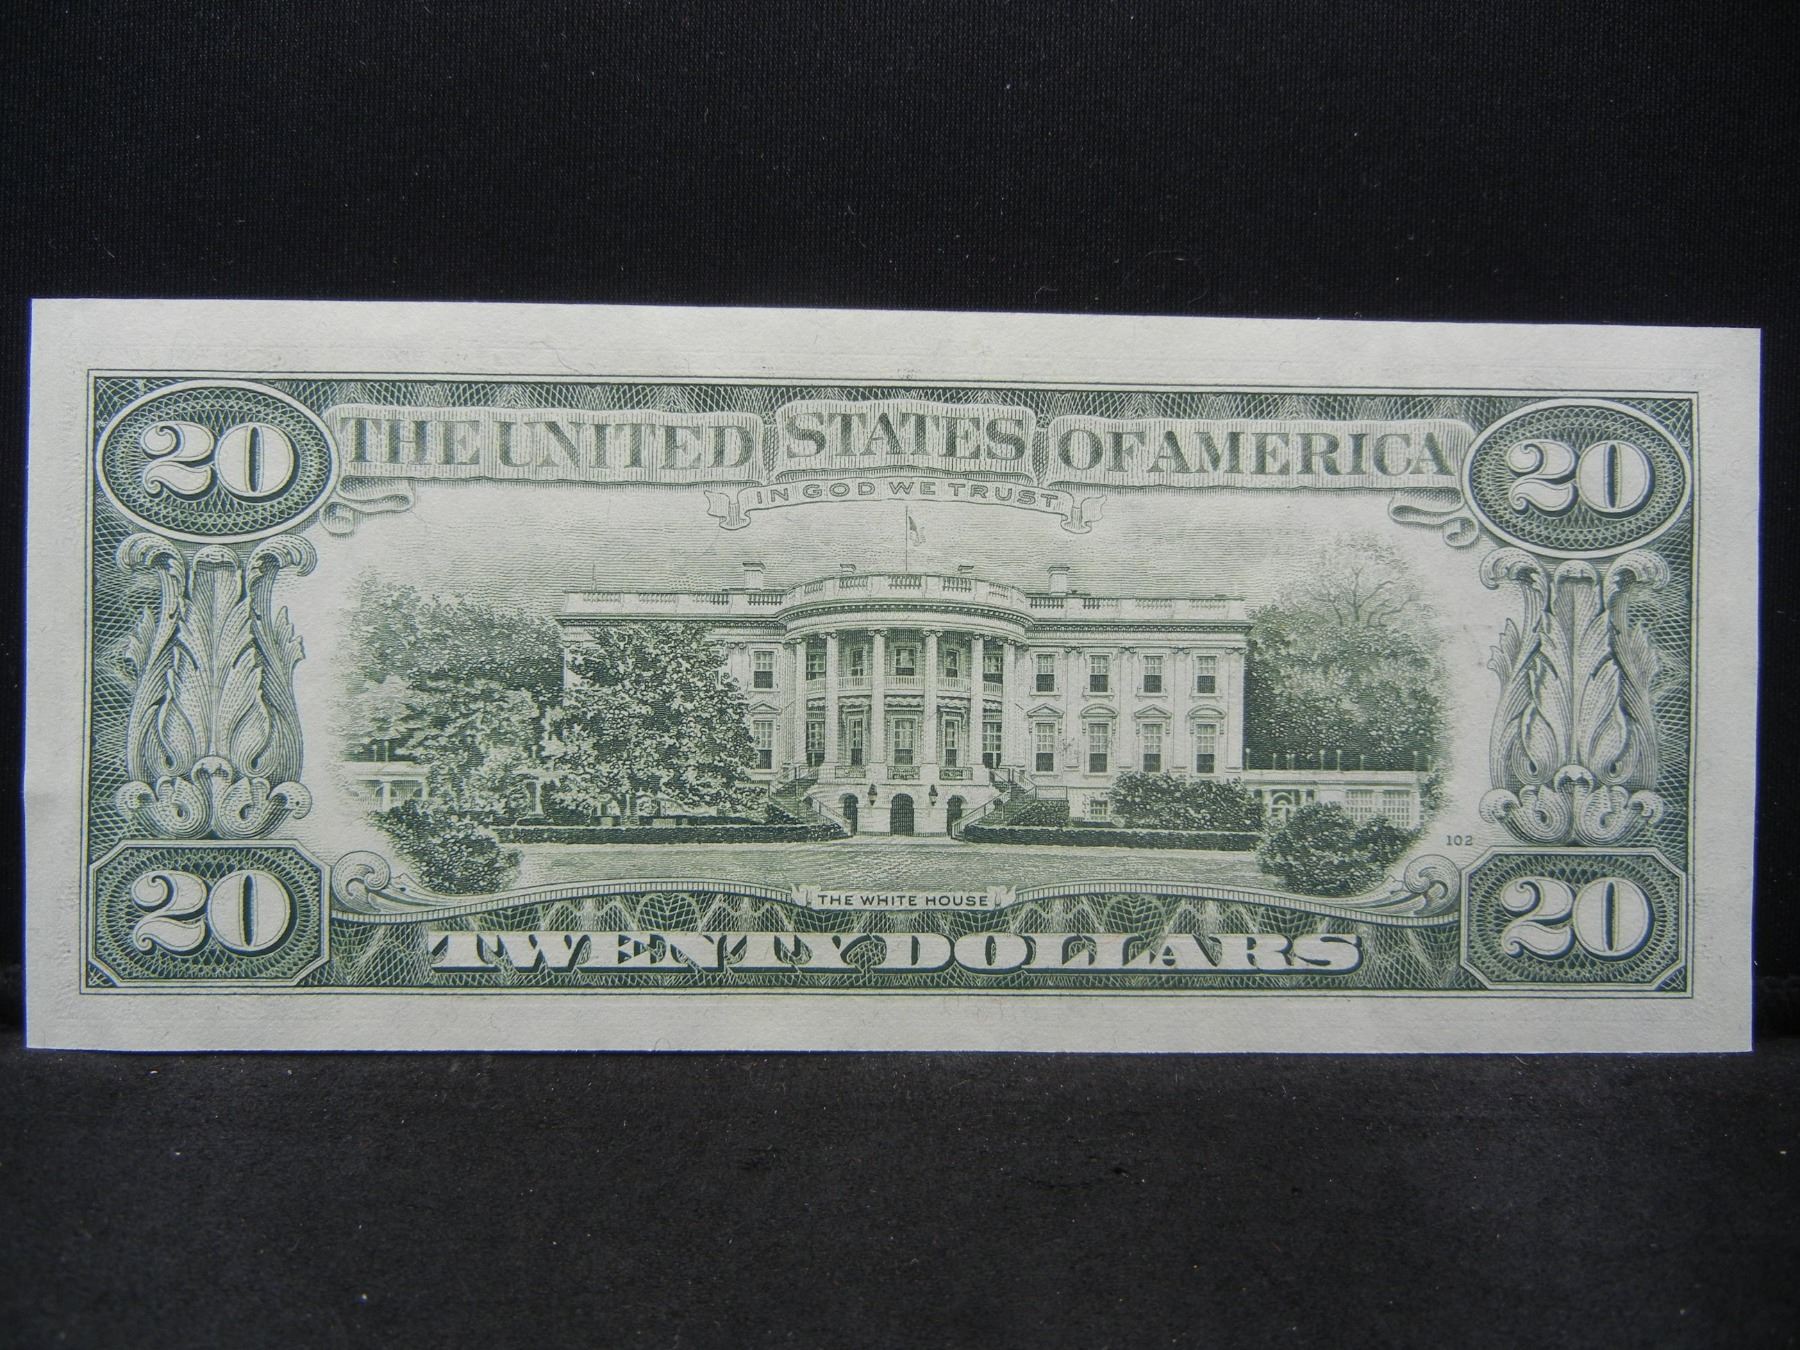 20 THE UNITED STATES OF AMERICA 20
IN GOD WE TRUST
102
20 THE WHITE HOUSE 20
TWENTY DOLLARS